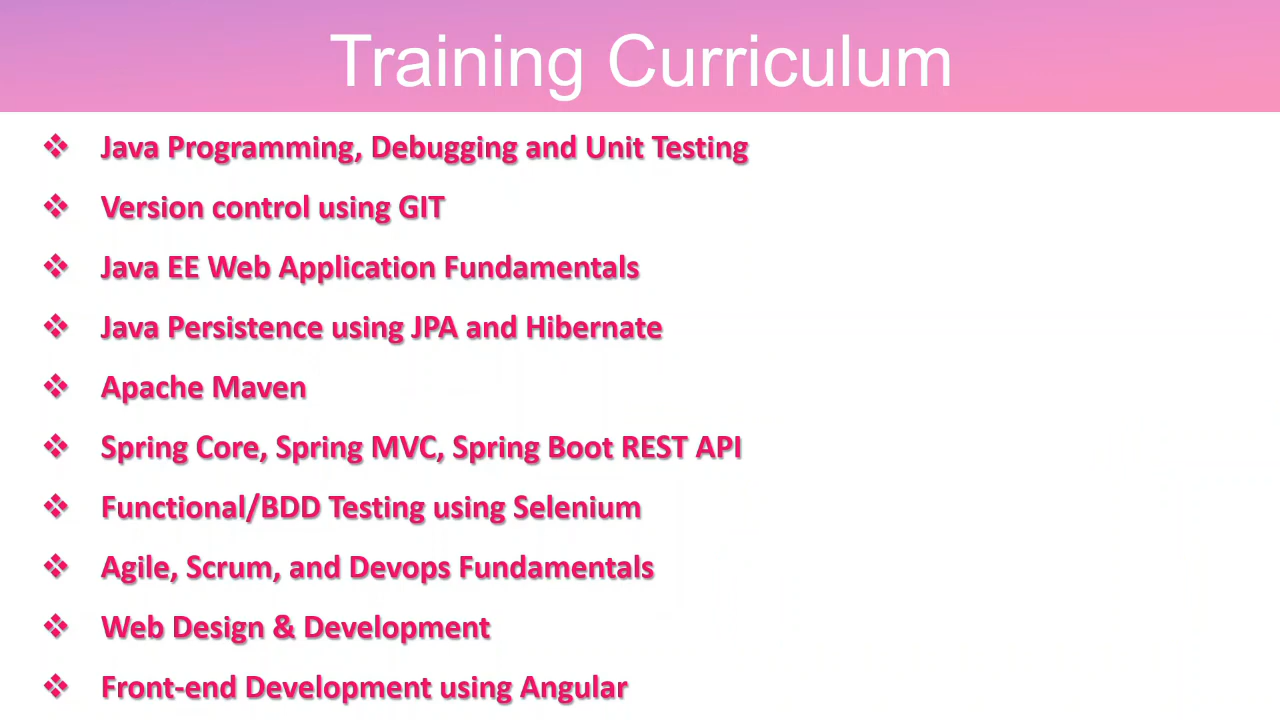 Training Curriculum
Java Programming, Debugging and Unit Testing
Version control using GIT
Java EE Web Application Fundamentals
Java Persistence using JPA and Hibernate
Apache Maven
Spring Core, Spring MVC, Spring Boot REST API
Functional/BDD Testing using Selenium
Agile, Scrum, and Devops Fundamentals
Web Design & Development
Front-end Development using Angular